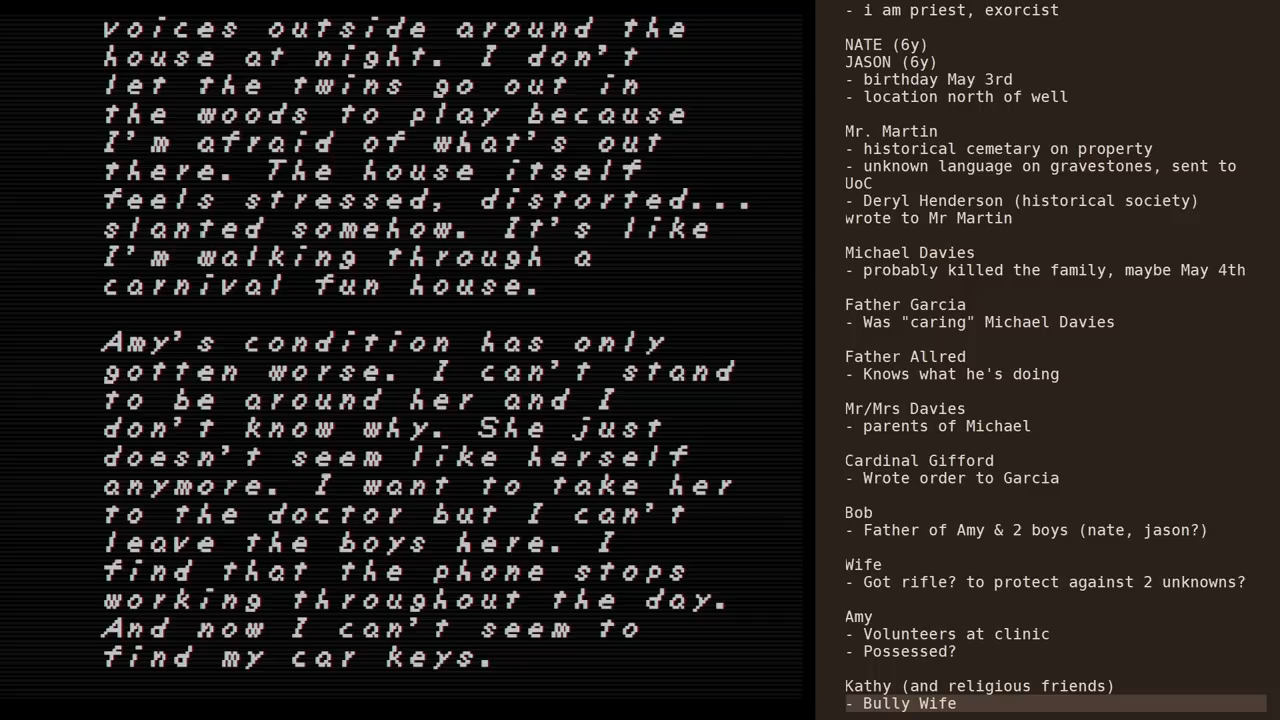 voices outside around the
house at night. I don't
let the twins go out in
the woods to play because
I'm afraid of what's out
there. The house itself
feels stressed, distorted...
slanted somehow. It's like
I'm walking through a
carnival fun house.
Amy's condition has only
gotten worse. I can't stand
to be around her and I
don't know why. She just
doesn't seem like herself
anymore. I want to take her
to the doctor but I can't
leave the boys here. I
find that the phone stops
working throughout the day.
And now I can't seem to
find my car keys.
- i am priest, exorcist
NATE (6y)
JASON (6y)
- birthday May 3rd
- location north of well
Mr. Martin
- historical cemetary on property
- unknown language on gravestones, sent to
UoC
- Deryl Henderson (historical society)
wrote to Mr Martin
Michael Davies
- probably killed the family, maybe May 4th
Father Garcia
- Was "caring" Michael Davies
Father Allred
- Knows what he's doing
Mr/Mrs Davies
- parents of Michael
Cardinal Gifford
- Wrote order to Garcia
Bob
- Father of Amy & 2 boys (nate, jason?)
Wife
- Got rifle? to protect against 2 unknowns?
Amy
- Volunteers at clinic
- Possessed?
Kathy (and religious friends)
- Bully Wife